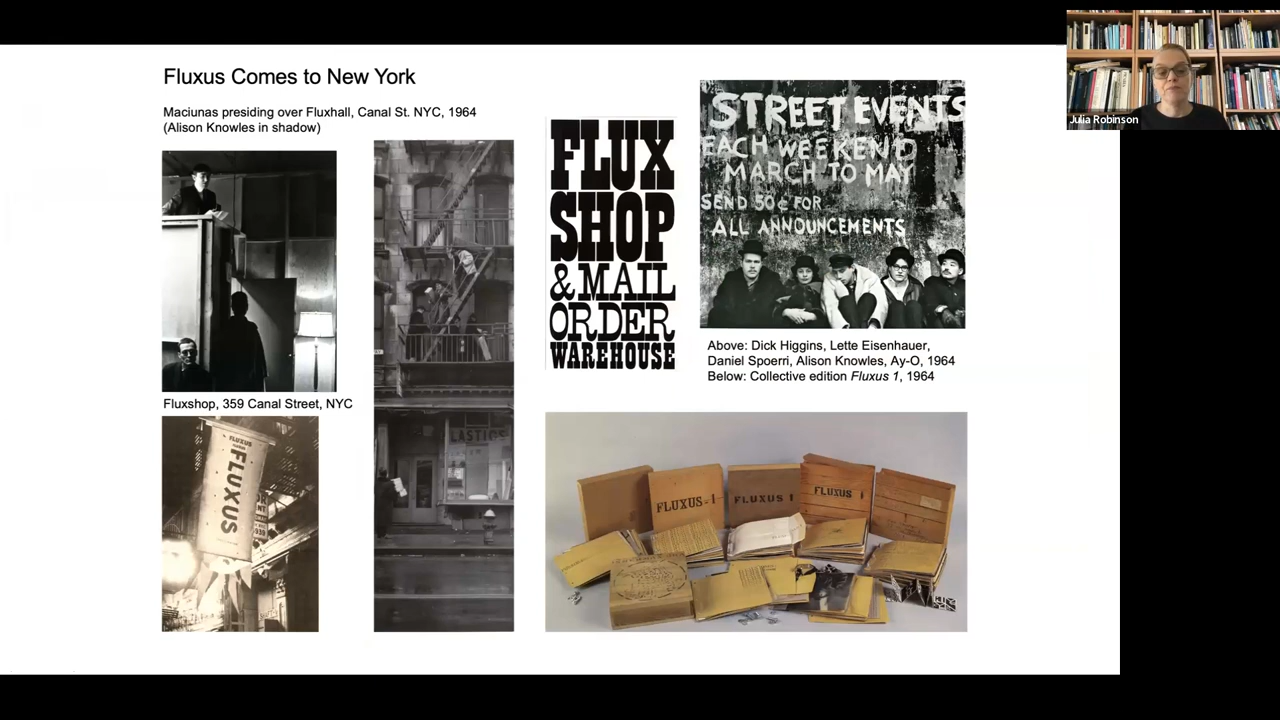 Fluxus Comes to New York
Maciunas presiding over Fluxhall, Canal St. NYC, 1964
(Alison Knowles in shadow)
Fluxshop, 359 Canal Street, NYC
FLUXUS
FLUXUS
LASTICS
FLUX
SHOP
& MAIL
ORDER
WAREHOUSE
STREET EVENTS
EACH WEEKEND
MARCH TO MAY
SEND 50¢ FOR
ALL ANNOUNCEMENTS
Above: Dick Higgins, Lette Eisenhauer,
Daniel Spoerri, Alison Knowles, Ay-O, 1964
Below: Collective edition Fluxus 1, 1964
FLUXUS 1
FLUXUS 1
FLUXUS 1
Julia Robinson